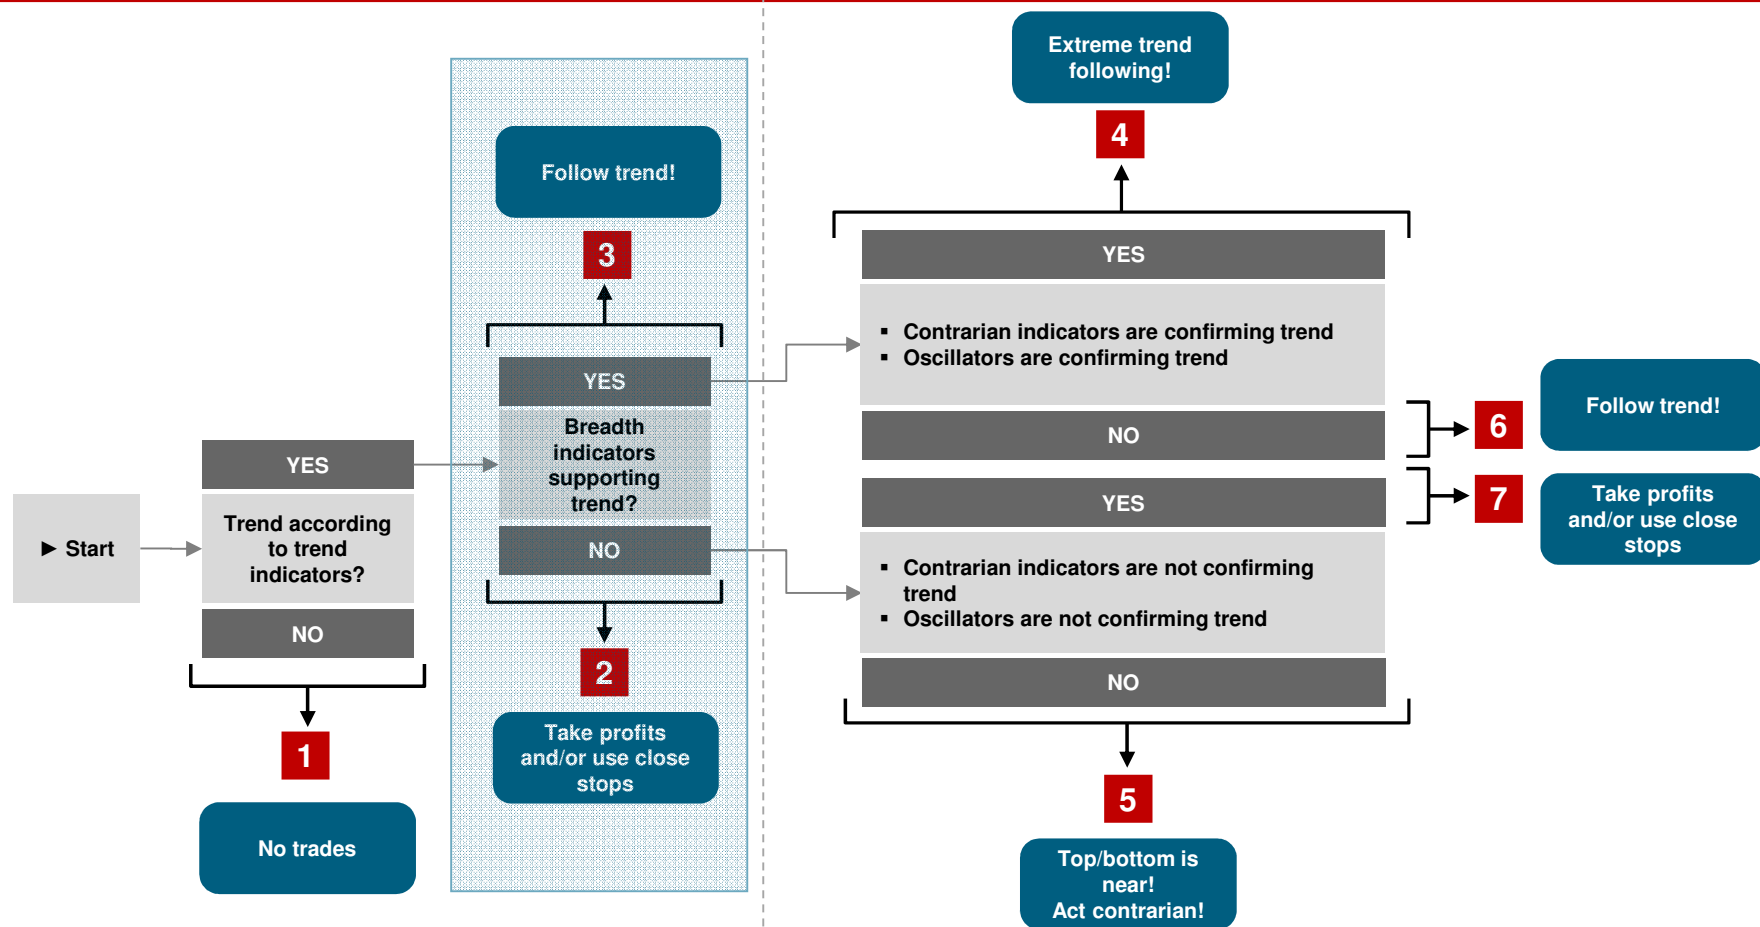 ► Start
YES
Trend according
to trend
indicators?
NO
1
No trades
Follow trend!
3
YES
Breadth
indicators
supporting
trend?
NO
2
Take profits
and/or use close
stops
Extreme trend
following!
4
YES
▪ Contrarian indicators are confirming trend
▪ Oscillators are confirming trend
NO
6
Follow trend!
YES
7
Take profits
and/or use close
stops
▪ Contrarian indicators are not confirming
trend
▪ Oscillators are not confirming trend
NO
5
Top/bottom is
near!
Act contrarian!